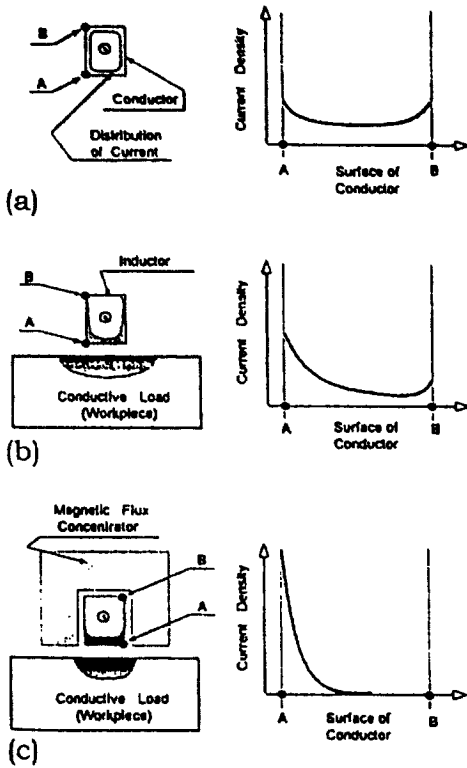 B
A
Conductor
Distribution
of Current
(a)
Current Density
A
Surface of
Conductor
B
Inductor
B
A
Conductive Load
(Workpiece)
(b)
Current Density
A
Surface of
Conductor
B
Magnetic Flux
Concentrator
B
A
Conductive Load
(Workpiece)
(c)
Current Density
A
Surface of
Conductor
B